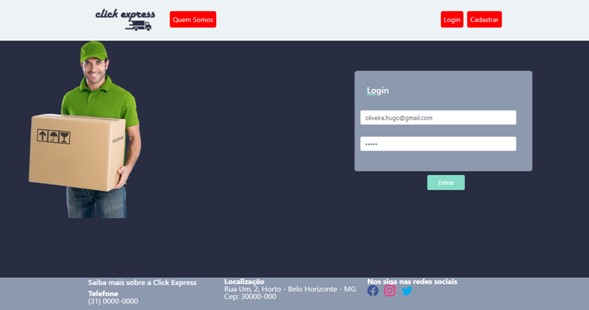 click express
Quem Somos
Login
Cadastrar
Login
oliveira.hugo@gmail.com
•••••
Entrar
Saiba mais sobre a Click Express
Telefone
(31) 0000-0000
Localização
Rua Um, 2, Horto - Belo Horizonte - MG
Cep: 30000-000
Nos siga nas redes sociais